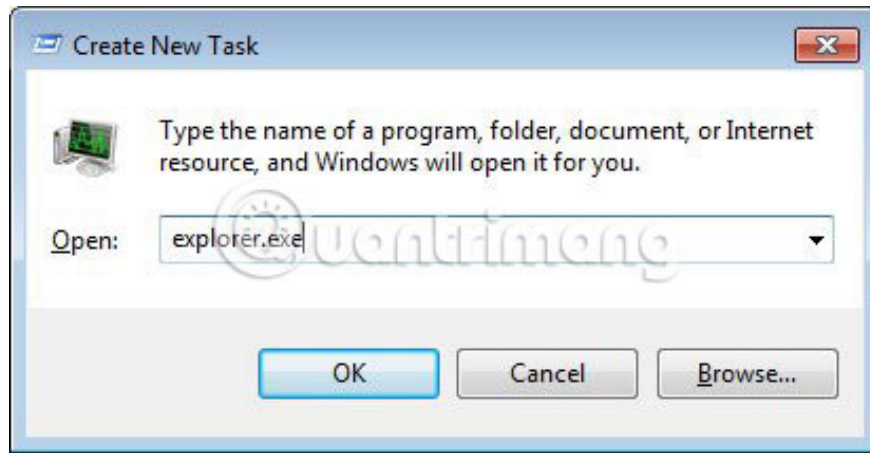 Create New Task
Type the name of a program, folder, document, or Internet
resource, and Windows will open it for you.
Open: explorer.exe
Quantrimang
OK Cancel Browse...